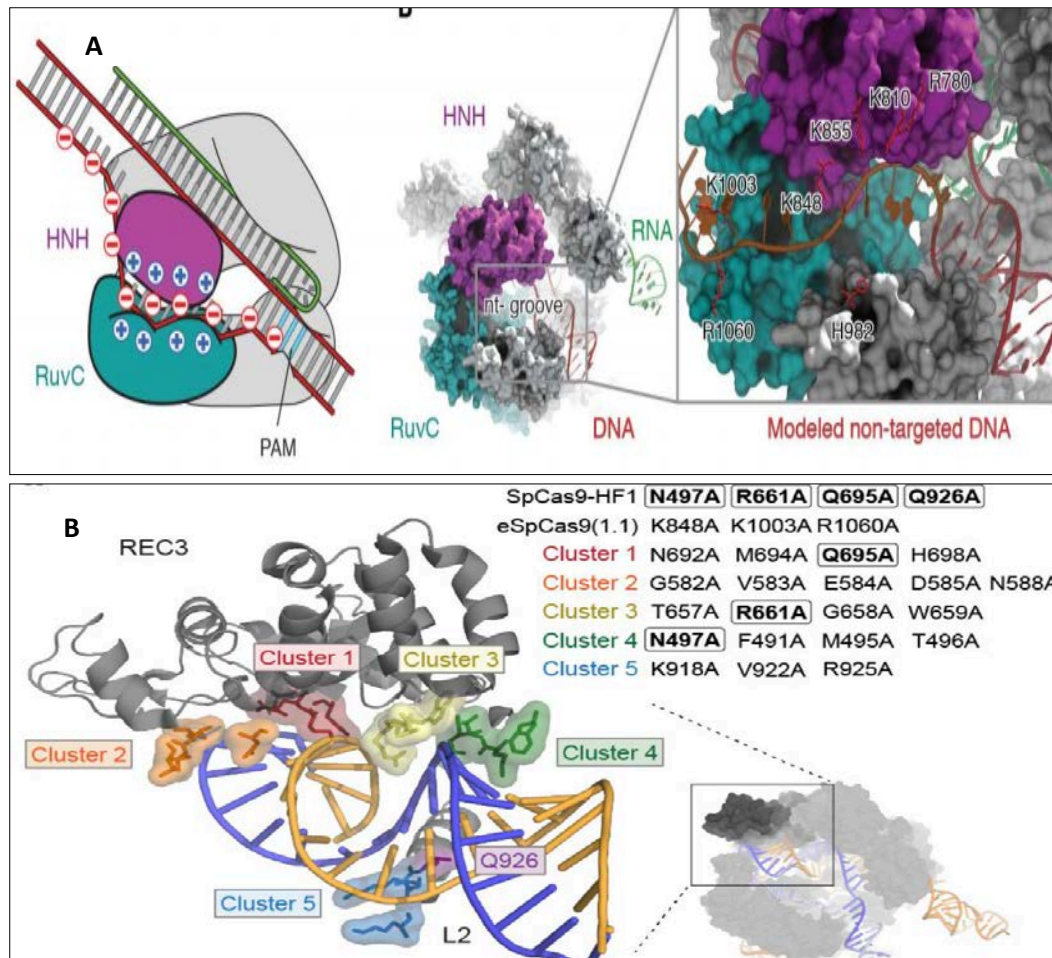 A
HNH
RuvC
PAM
HNH
RNA
nt- groove
RuvC
DNA
R780
K810
K855
K1003
K848
R1060
H982
Modeled non-targeted DNA
B
REC3
SpCas9-HF1 N497A R661A Q695A Q926A
eSpCas9(1.1) K848A K1003A R1060A
Cluster 1 N692A M694A Q695A H698A
Cluster 2 G582A V583A E584A D585A N588A
Cluster 3 T657A R661A G658A W659A
Cluster 4 N497A F491A M495A T496A
Cluster 5 K918A V922A R925A
Cluster 1
Cluster 3
Cluster 2
Cluster 4
Q926
Cluster 5
L2